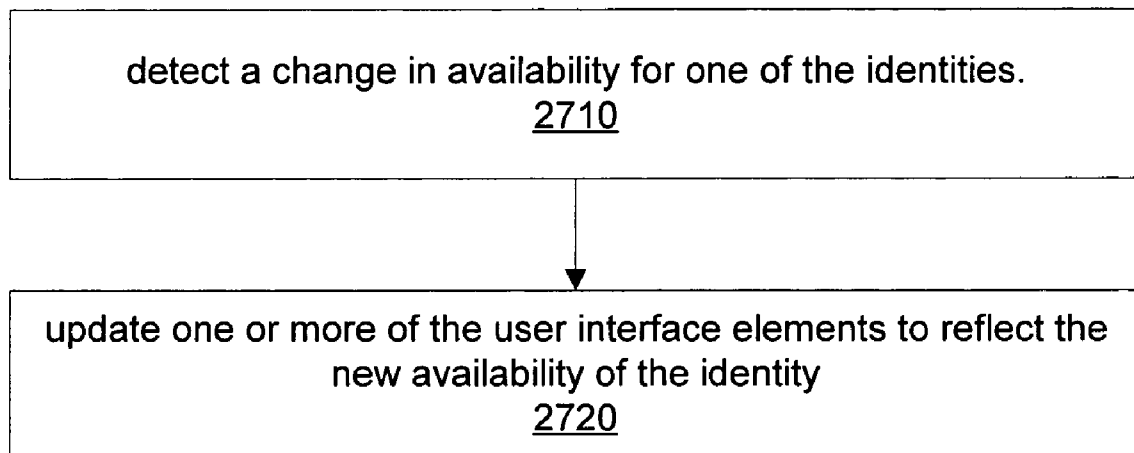 detect a change in availability for one of the identities.
2710
update one or more of the user interface elements to reflect the
new availability of the identity
2720